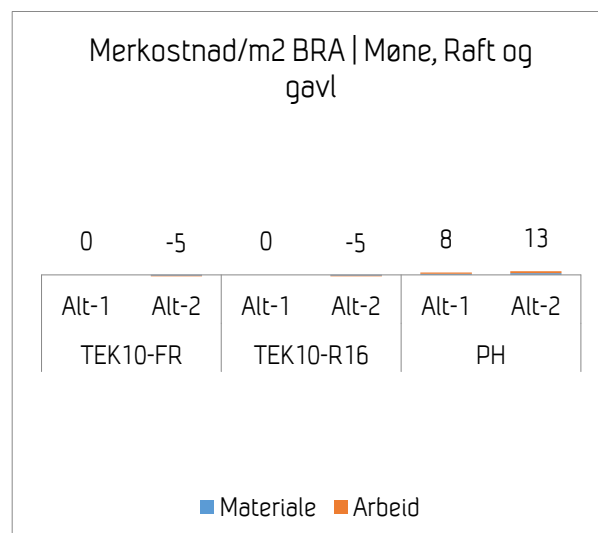 Merkostnad/m2 BRA | Møne, Raft og
gavl
0 -5 0 -5 8 13
Alt-1 Alt-2 Alt-1 Alt-2 Alt-1 Alt-2
TEK10-FR TEK10-R16 PH
Materiale Arbeid